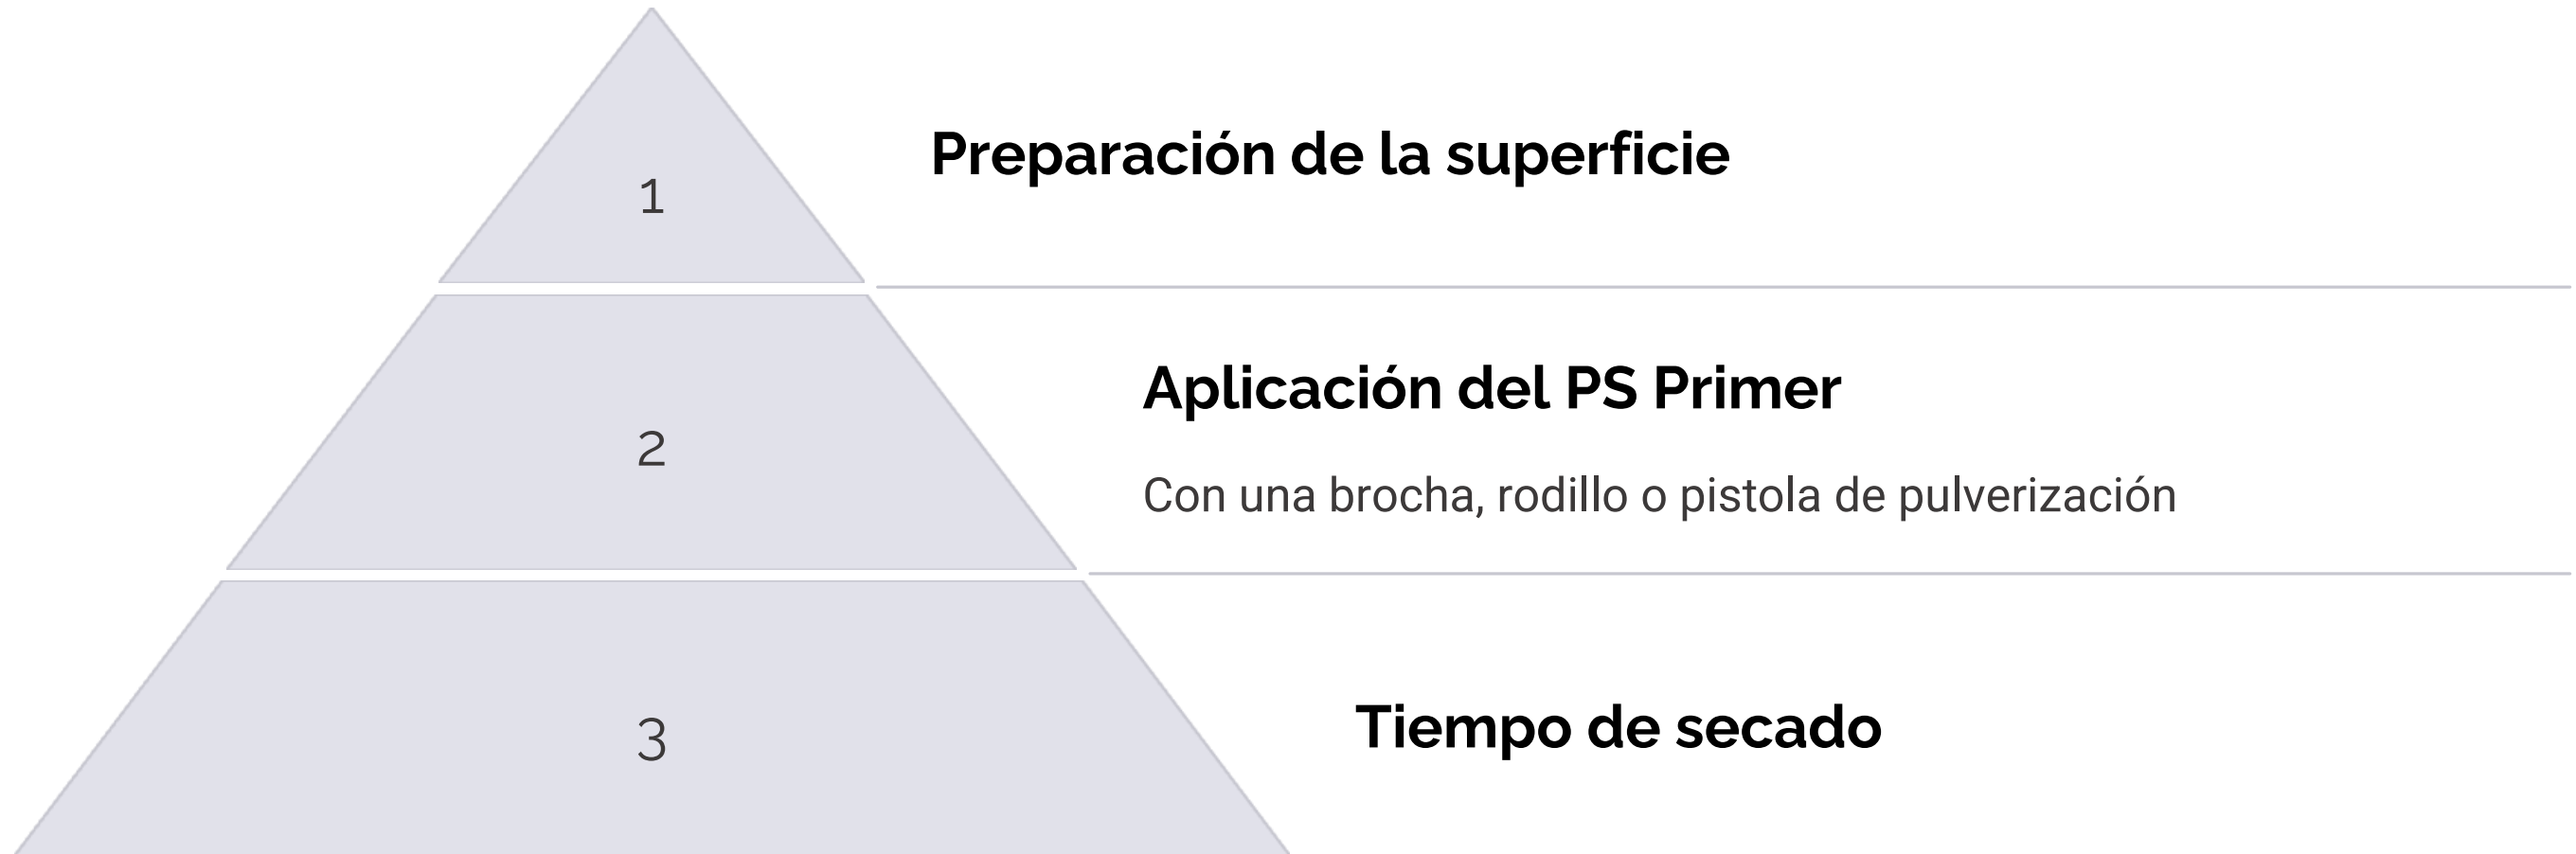 1
Preparación de la superficie
2
Aplicación del PS Primer
Con una brocha, rodillo o pistola de pulverización
3
Tiempo de secado